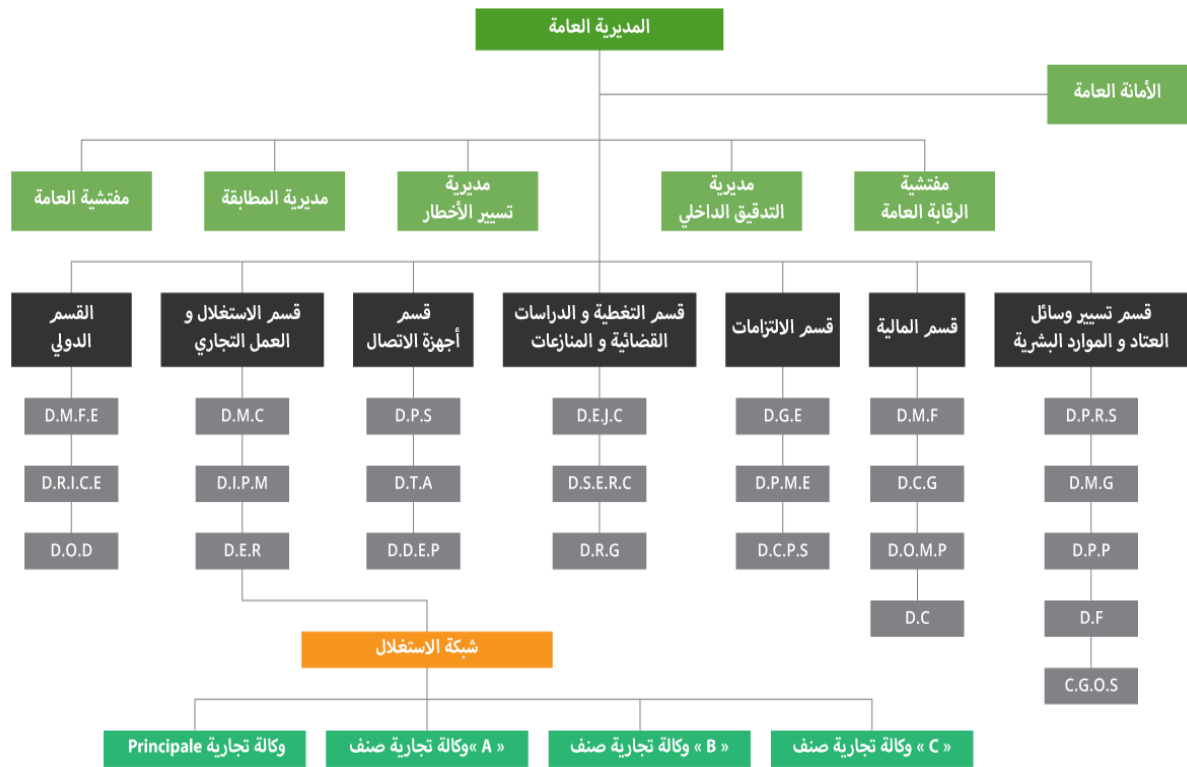 المديرية العامة
الأمانة العامة
مفتشية
الرقابة العامة
مديرية
التدقيق الداخلي
مديرية
تسيير الأخطار
مديرية المطابقة
مفتشية العامة
قسم تسيير وسائل
العتاد و الموارد البشرية
قسم المالية
قسم الالتزامات
قسم التغطية و الدراسات
القضائية و المنازعات
قسم
أجهزة الاتصال
قسم الاستغلال و
العمل التجاري
القسم
الدولي
D.P.R.S
D.M.F
D.G.E
D.E.J.C
D.P.S
D.M.C
D.M.F.E
D.M.G
D.C.G
D.P.M.E
D.S.E.R.C
D.T.A
D.I.P.M
D.R.I.C.E
D.P.P
D.O.M.P
D.C.P.S
D.R.G
D.D.E.P
D.E.R
D.O.D
D.F
D.C
C.G.O.S
شبكة الاستغلال
« C » وكالة تجارية صنف
« B » وكالة تجارية صنف
« A »وكالة تجارية صنف
وكالة تجارية Principale